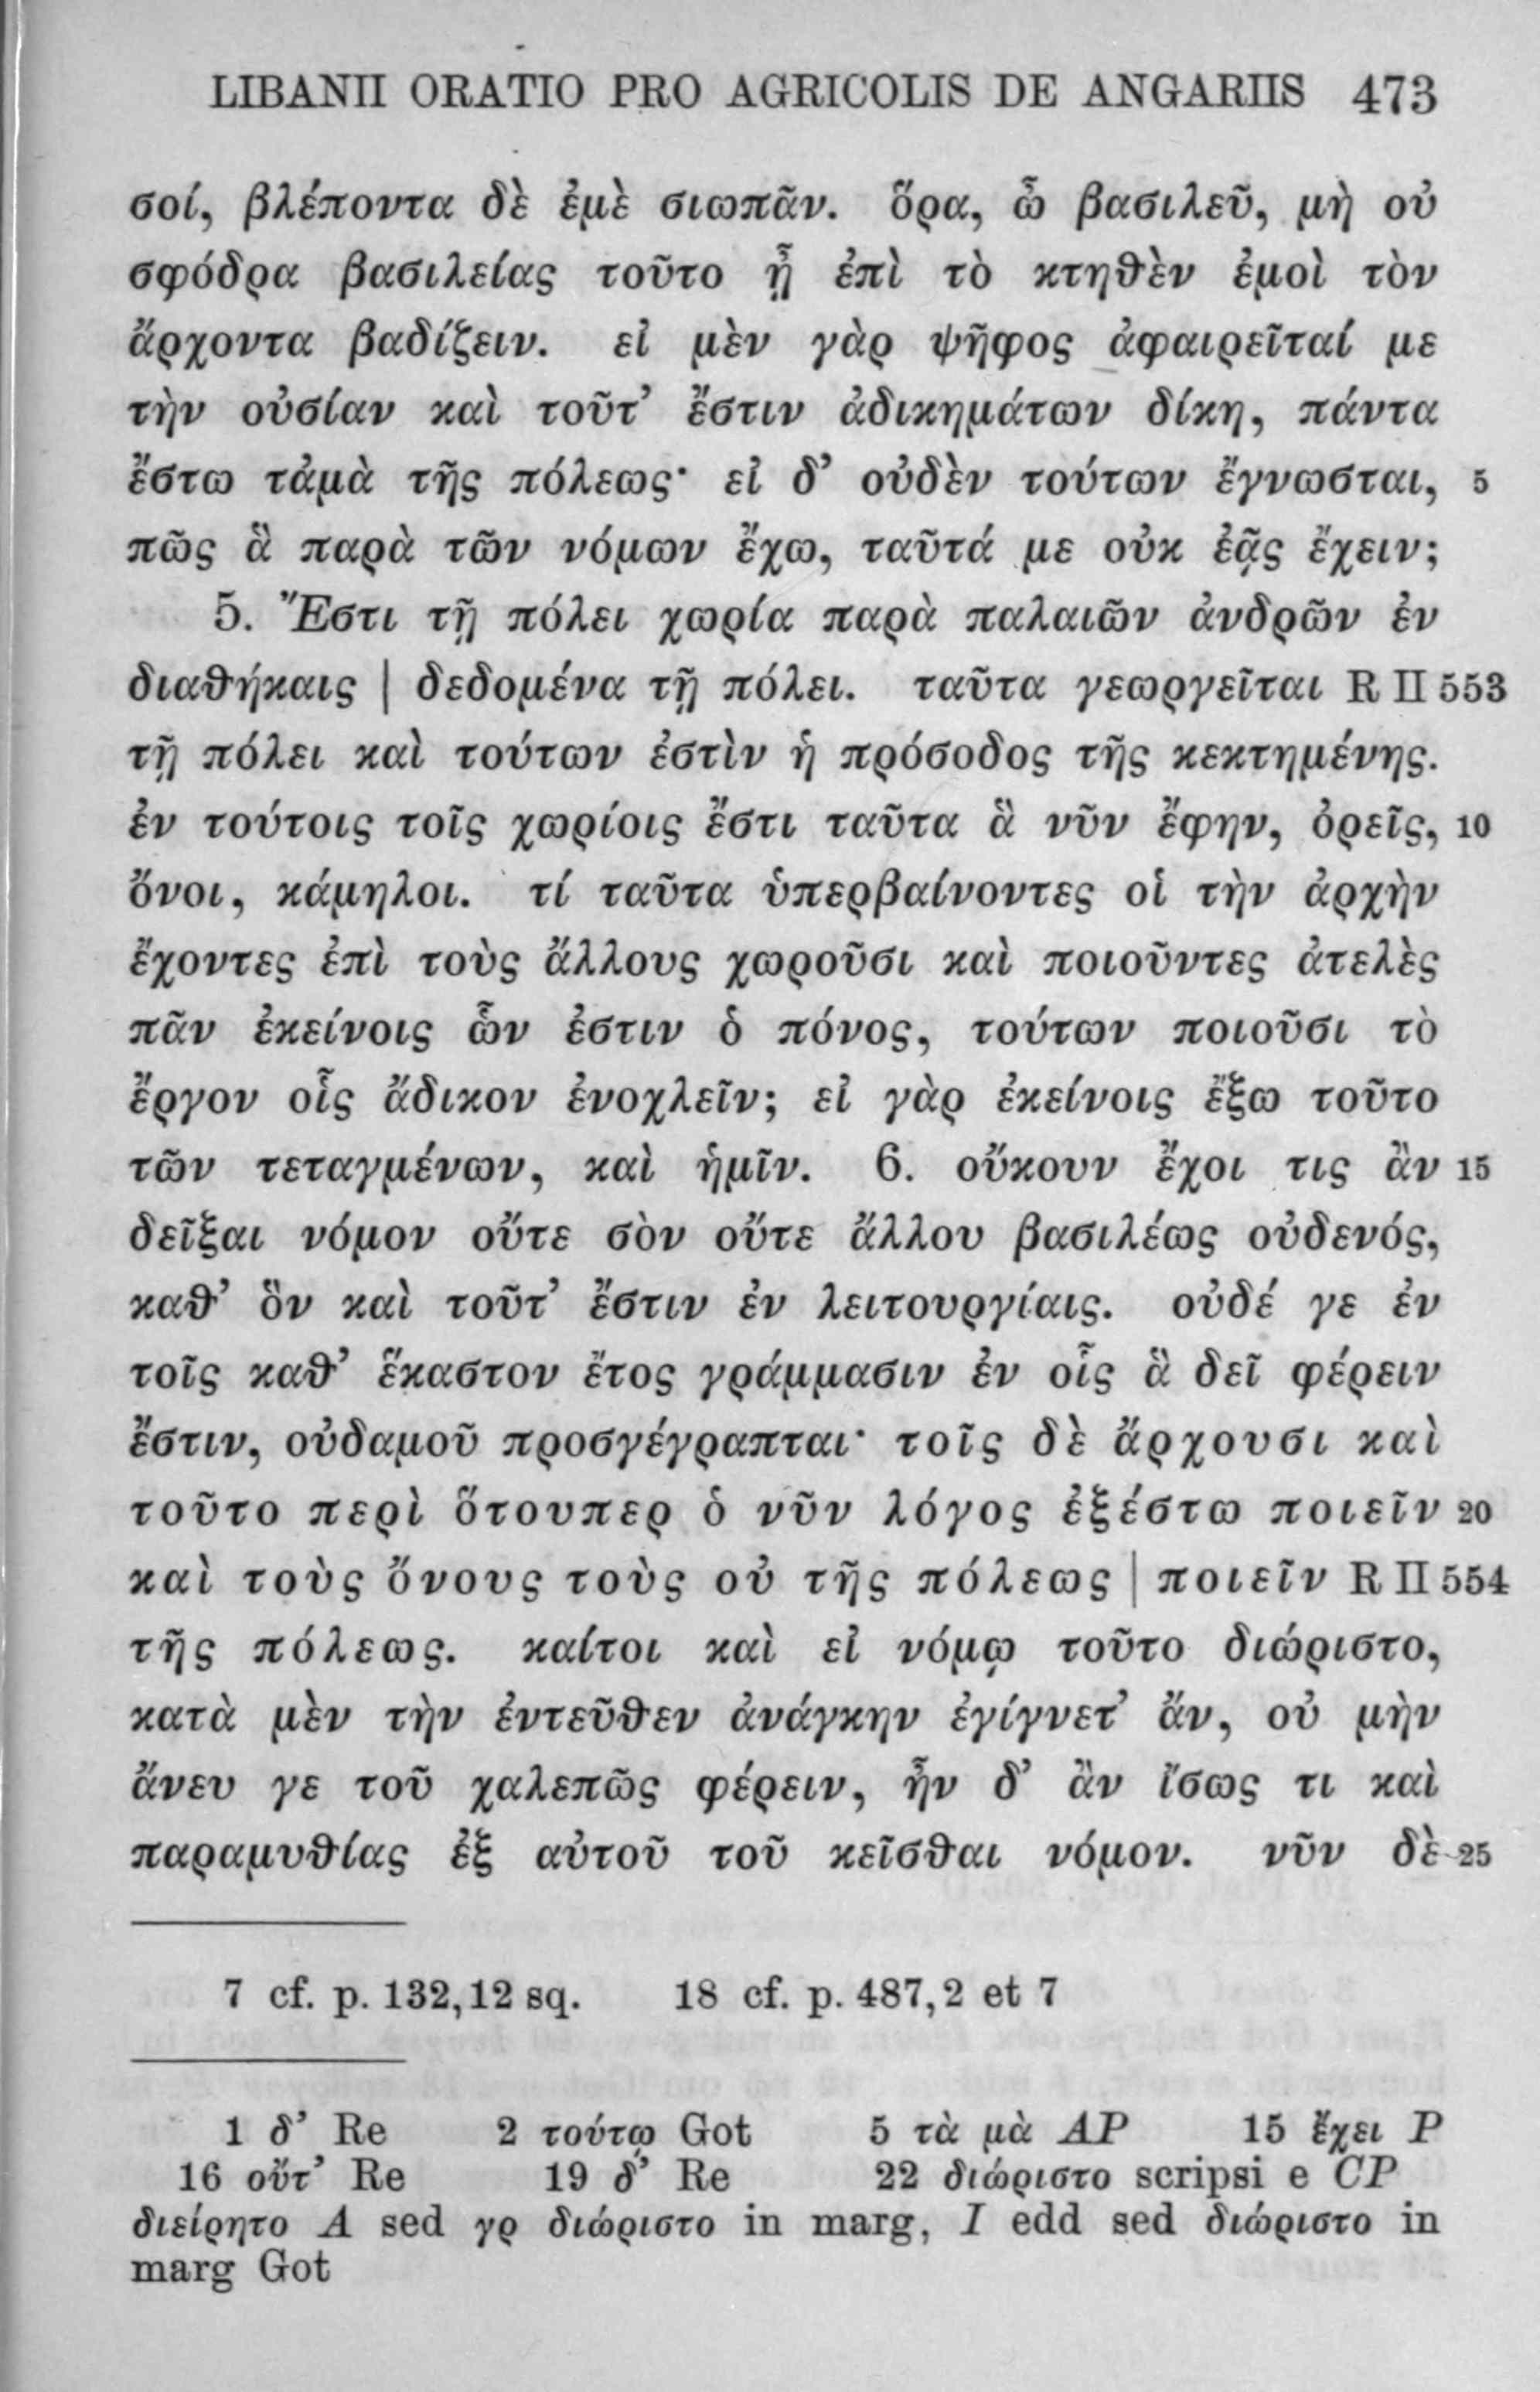 LIBANII ORATIO PRO AGRICOLIS DE ANGARIIS 473
σοί, βλέποντα δὲ ἐμὲ σιωπᾶν. ὅρα, ὦ βασιλεῦ, μὴ οὐ
σφόδρα βασιλείας τοῦτο ᾖ ἐπὶ τὸ κτηθὲν ἐμοὶ τὸν
ἄρχοντα βαδίζειν. εἰ μὲν γὰρ ψῆφος ἀφαιρεῖταί με
τὴν οὐσίαν καὶ τοῦτ’ ἔστιν ἀδικημάτων δίκη, πάντα
ἔστω τἀμὰ τῆς πόλεως· εἰ δ’ οὐδὲν τούτων ἔγνωσται, 5
πῶς ἃ παρὰ τῶν νόμων ἔχω, ταῦτά με οὐκ ἐᾷς ἔχειν;
5. Ἔστι τῇ πόλει χωρία παρὰ παλαιῶν ἀνδρῶν ἐν
διαθήκαις | δεδομένα τῇ πόλει. ταῦτα γεωργεῖται R II 553
τῇ πόλει καὶ τούτων ἐστὶν ἡ πρόσοδος τῆς κεκτημένης.
ἐν τούτοις τοῖς χωρίοις ἔστι ταῦτα ἃ νῦν ἔφην, ὀρεῖς, 10
ὄνοι, κάμηλοι. τί ταῦτα ὑπερβαίνοντες οἱ τὴν ἀρχὴν
ἔχοντες ἐπὶ τοὺς ἄλλους χωροῦσι καὶ ποιοῦντες ἀτελὲς
πᾶν ἐκείνοις ὧν ἐστιν ὁ πόνος, τούτων ποιοῦσι τὸ
ἔργον οἷς ἄδικον ἐνοχλεῖν; εἰ γὰρ ἐκείνοις ἔξω τοῦτο
τῶν τεταγμένων, καὶ ἡμῖν. 6. οὔκουν ἔχοι τις ἂν 15
δεῖξαι νόμον οὔτε σὸν οὔτε ἄλλου βασιλέως οὐδενός,
καθ’ ὃν καὶ τοῦτ’ ἔστιν ἐν λειτουργίαις. οὐδέ γε ἐν
τοῖς καθ’ ἕκαστον ἔτος γράμμασιν ἐν οἷς ἃ δεῖ φέρειν
ἔστιν, οὐδαμοῦ προσγέγραπται· τοῖς δὲ ἄρχουσι καὶ
τοῦτο περὶ ὅτουπερ ὁ νῦν λόγος ἐξέστω ποιεῖν 20
καὶ τοὺς ὄνους τοὺς οὐ τῆς πόλεως | ποιεῖν R II 554
τῆς πόλεως. καίτοι καὶ εἰ νόμῳ τοῦτο διώριστο,
κατὰ μὲν τὴν ἐντεῦθεν ἀνάγκην ἐγίγνετ’ ἄν, οὐ μὴν
ἄνευ γε τοῦ χαλεπῶς φέρειν, ἦν δ’ ἂν ἴσως τι καὶ
παραμυθίας ἐξ αὐτοῦ τοῦ κεῖσθαι νόμον. νῦν δὲ 25
7 cf. p. 132,12 sq. 18 cf. p. 487,2 et 7
1 δ’ Re 2 τούτῳ Got 5 τὰ μὰ AP 15 ἔχει P
16 οὔτ’ Re 19 δ’ Re 22 διώριστο scripsi e CP
διείρητο A sed γρ διώριστο in marg, I edd sed διώριστο in
marg Got